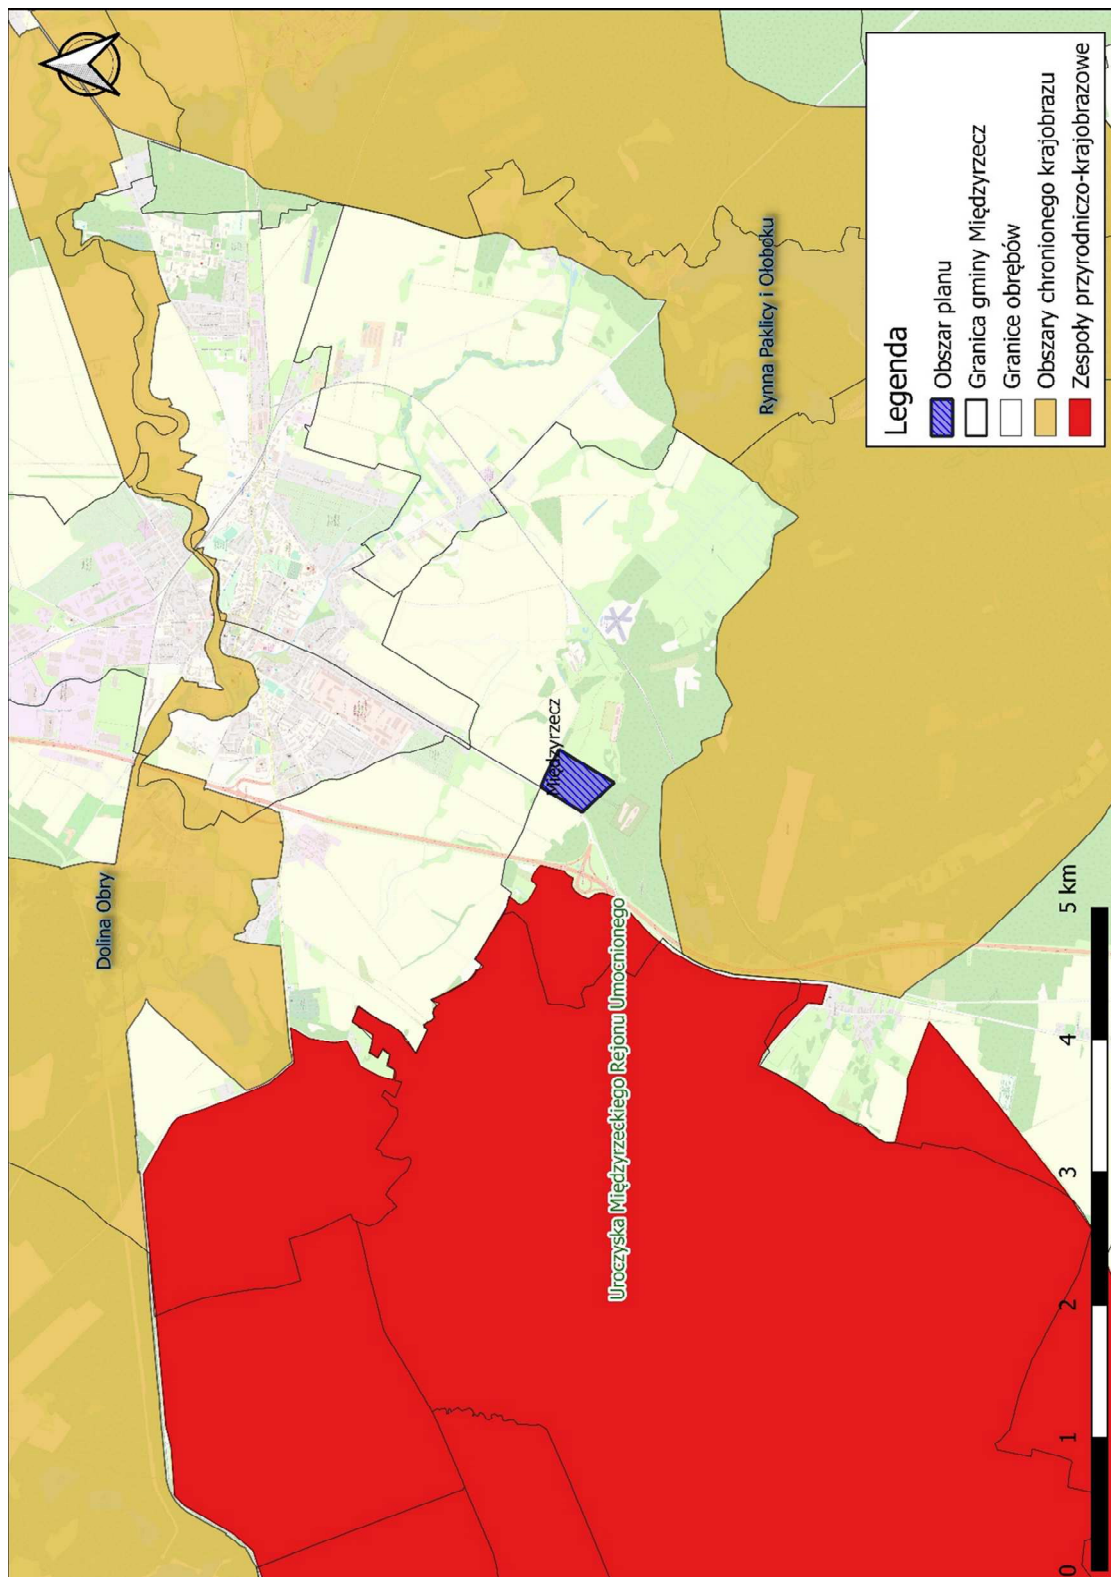 Dolina Obry
Międzyrzecz
Rynna Paklicy i Ołoboku
Uroczyska Międzyrzeckiego Rejonu Umocnionego
Legenda
Obszar planu
Granica gminy Międzyrzecz
Granice obrębów
Obszary chronionego krajobrazu
Zespoły przyrodniczo-krajobrazowe
0 1 2 3 4 5 km